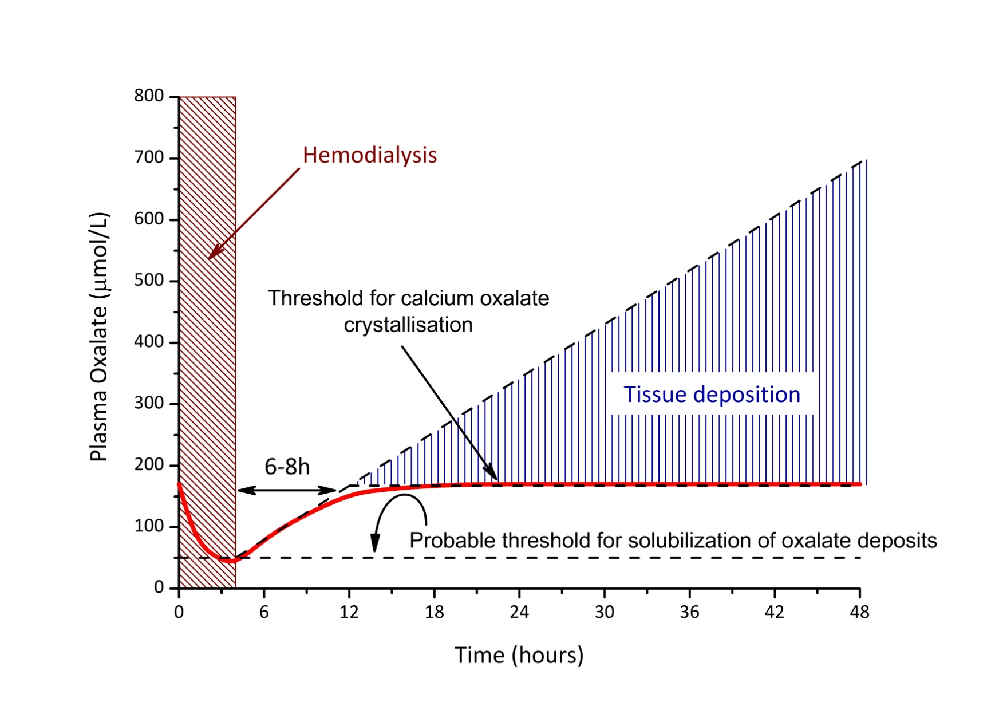 800
700
600
500
400
300
200
100
0
Plasma Oxalate (μmol/L)
Hemodialysis
Threshold for calcium oxalate
crystallisation
Tissue deposition
6-8h
Probable threshold for solubilization of oxalate deposits
0 6 12 18 24 30 36 42 48
Time (hours)